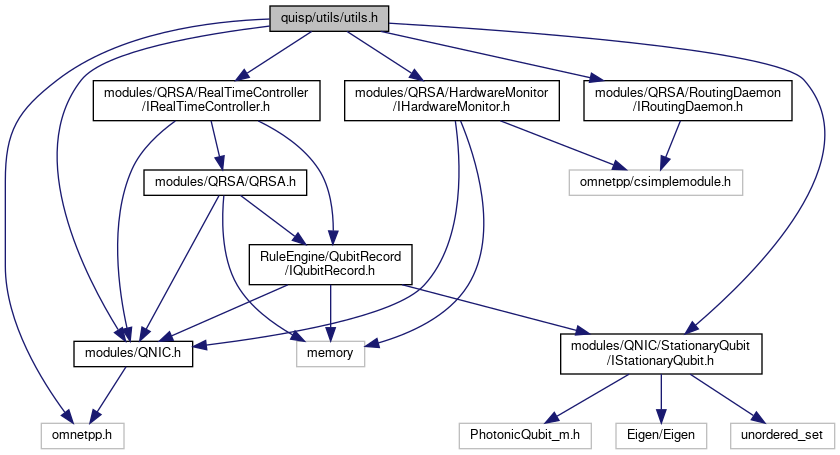 quisp/utils/utils.h
modules/QRSA/RealTimeController
/IRealTimeController.h
modules/QRSA/HardwareMonitor
/IHardwareMonitor.h
modules/QRSA/RoutingDaemon
/IRoutingDaemon.h
modules/QRSA/QRSA.h
omnetpp/csimplemodule.h
RuleEngine/QubitRecord
/IQubitRecord.h
modules/QNIC.h
memory
modules/QNIC/StationaryQubit
/IStationaryQubit.h
omnetpp.h
PhotonicQubit_m.h
Eigen/Eigen
unordered_set